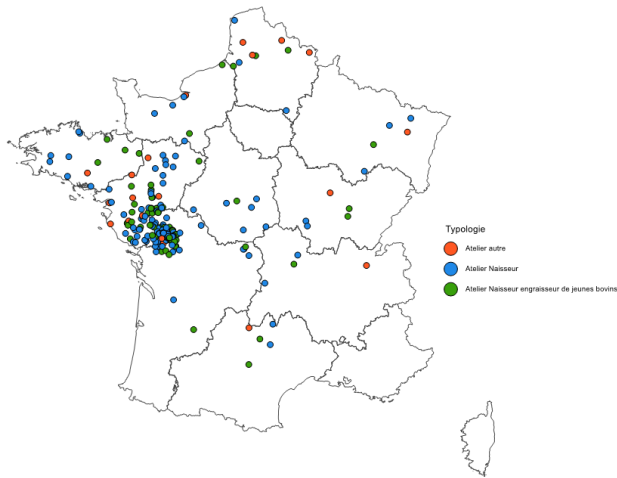 Typologie
Atelier autre
Atelier Naisseur
Atelier Naisseur engraisseur de jeunes bovins